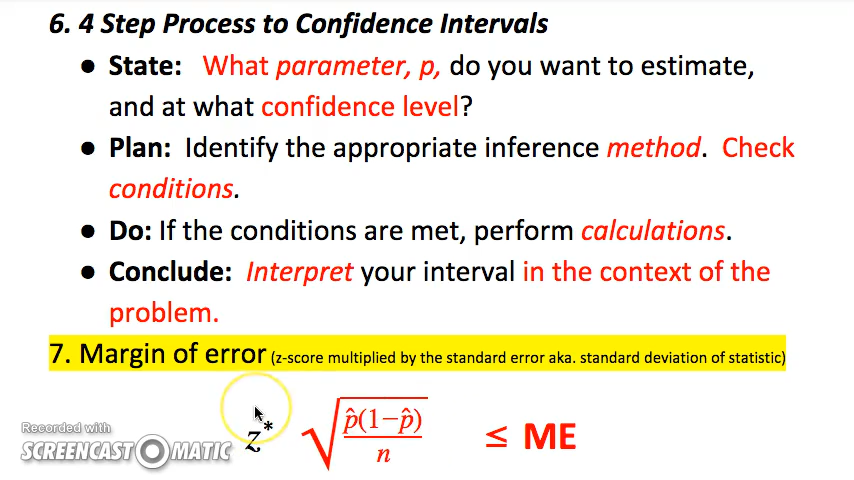 6. 4 Step Process to Confidence Intervals
● State: What parameter, p, do you want to estimate,
and at what confidence level?
● Plan: Identify the appropriate inference method. Check
conditions.
● Do: If the conditions are met, perform calculations.
● Conclude: Interpret your interval in the context of the
problem.
7. Margin of error (z-score multiplied by the standard error aka. standard deviation of statistic)
z* √(p̂(1−p̂)/n) ≤ ME
Recorded with
SCREENCAST O MATIC